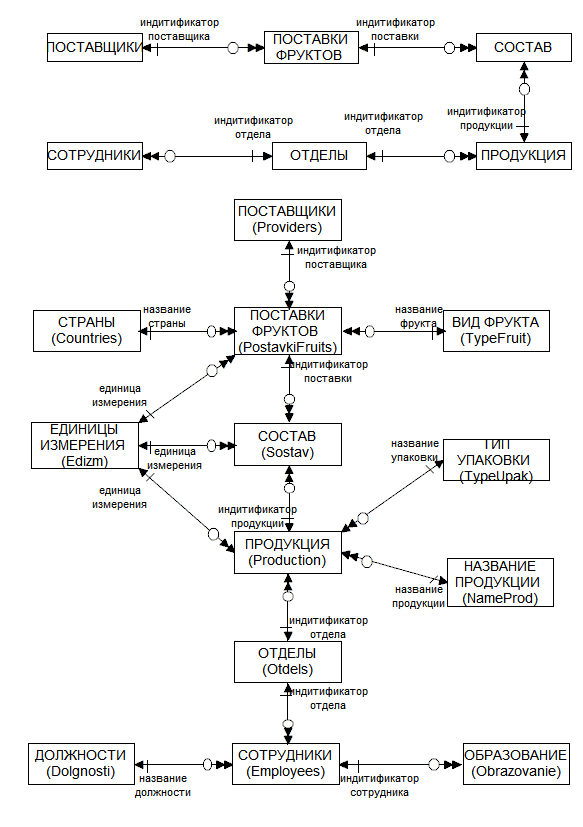 индитификатор
поставщика
индитификатор
поставки
ПОСТАВЩИКИ
ПОСТАВКИ
ФРУКТОВ
СОСТАВ
индитификатор
продукции
индитификатор
отдела
индитификатор
отдела
СОТРУДНИКИ
ОТДЕЛЫ
ПРОДУКЦИЯ
ПОСТАВЩИКИ
(Providers)
индитификатор
поставщика
СТРАНЫ
(Countries)
название
страны
ПОСТАВКИ
ФРУКТОВ
(PostavkiFruits)
название
фрукта
ВИД ФРУКТА
(TypeFruit)
индитификатор
поставки
единица
измерения
ЕДИНИЦЫ
ИЗМЕРЕНИЯ
(Edizm)
единица
измерения
СОСТАВ
(Sostav)
название
упаковки
ТИП
УПАКОВКИ
(TypeUpak)
единица
измерения
индитификатор
продукции
ПРОДУКЦИЯ
(Production)
название
продукции
НАЗВАНИЕ
ПРОДУКЦИИ
(NameProd)
индитификатор
отдела
ОТДЕЛЫ
(Otdels)
индитификатор
отдела
ДОЛЖНОСТИ
(Dolgnosti)
название
должности
СОТРУДНИКИ
(Employees)
индитификатор
сотрудника
ОБРАЗОВАНИЕ
(Obrazovanie)